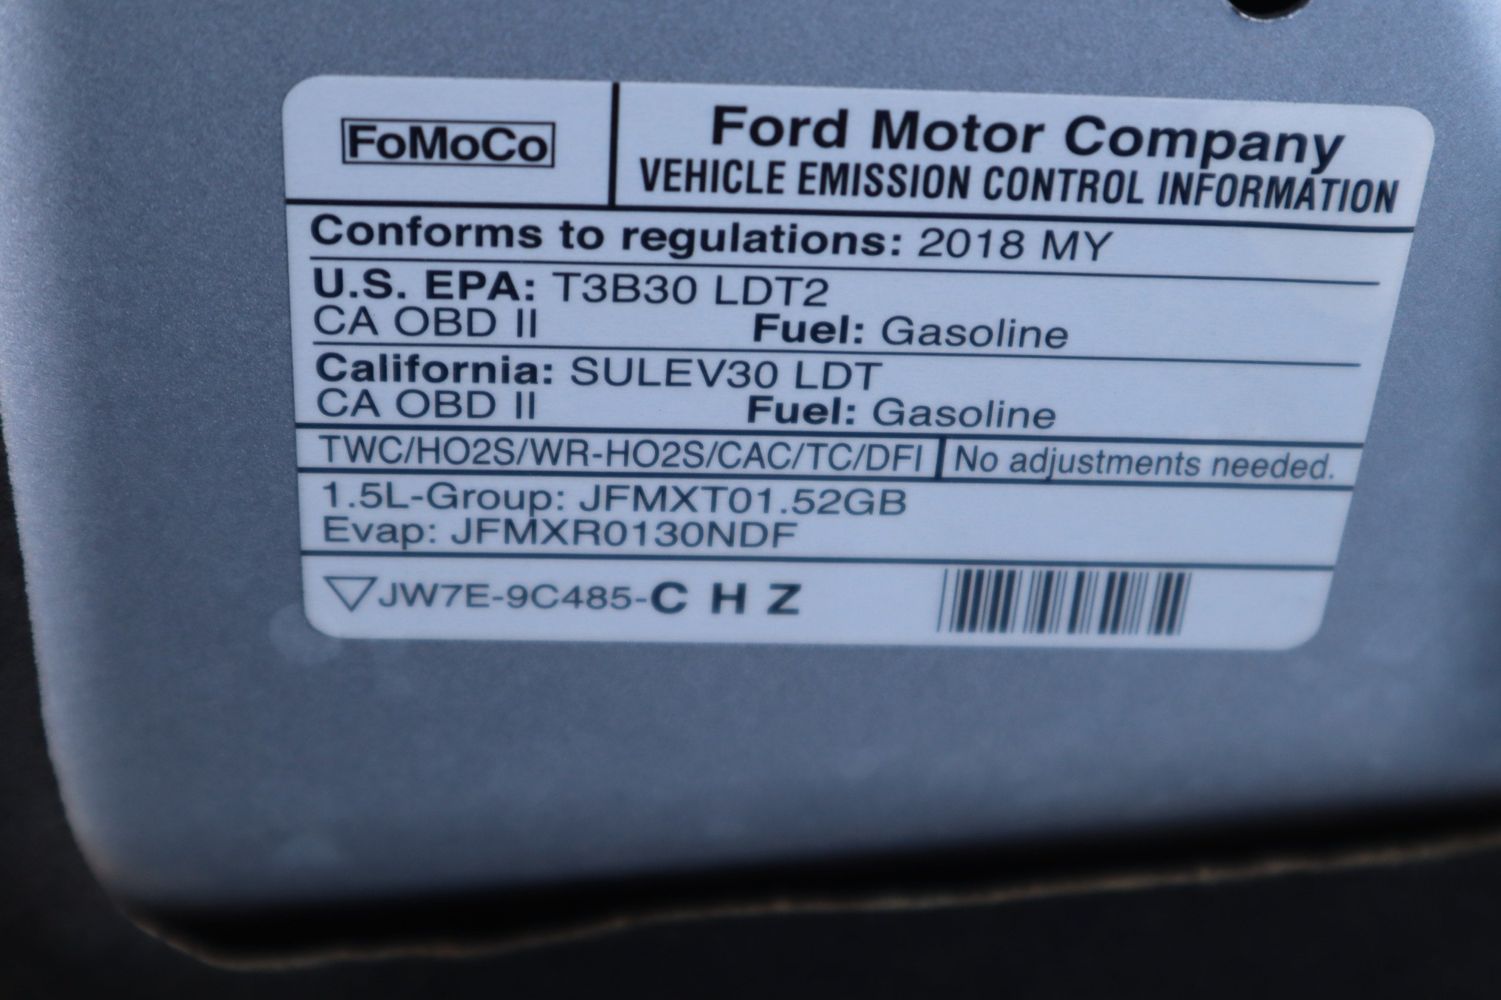 FoMoCo
Ford Motor Company
VEHICLE EMISSION CONTROL INFORMATION
Conforms to regulations: 2018 MY
U.S. EPA: T3B30 LDT2
CA OBD II Fuel: Gasoline
California: SULEV30 LDT
CA OBD II Fuel: Gasoline
TWC/HO2S/WR-HO2S/CAC/TC/DFI No adjustments needed.
1.5L-Group: JFMXT01.52GB
Evap: JFMXR0130NDF
JW7E-9C485-C H Z